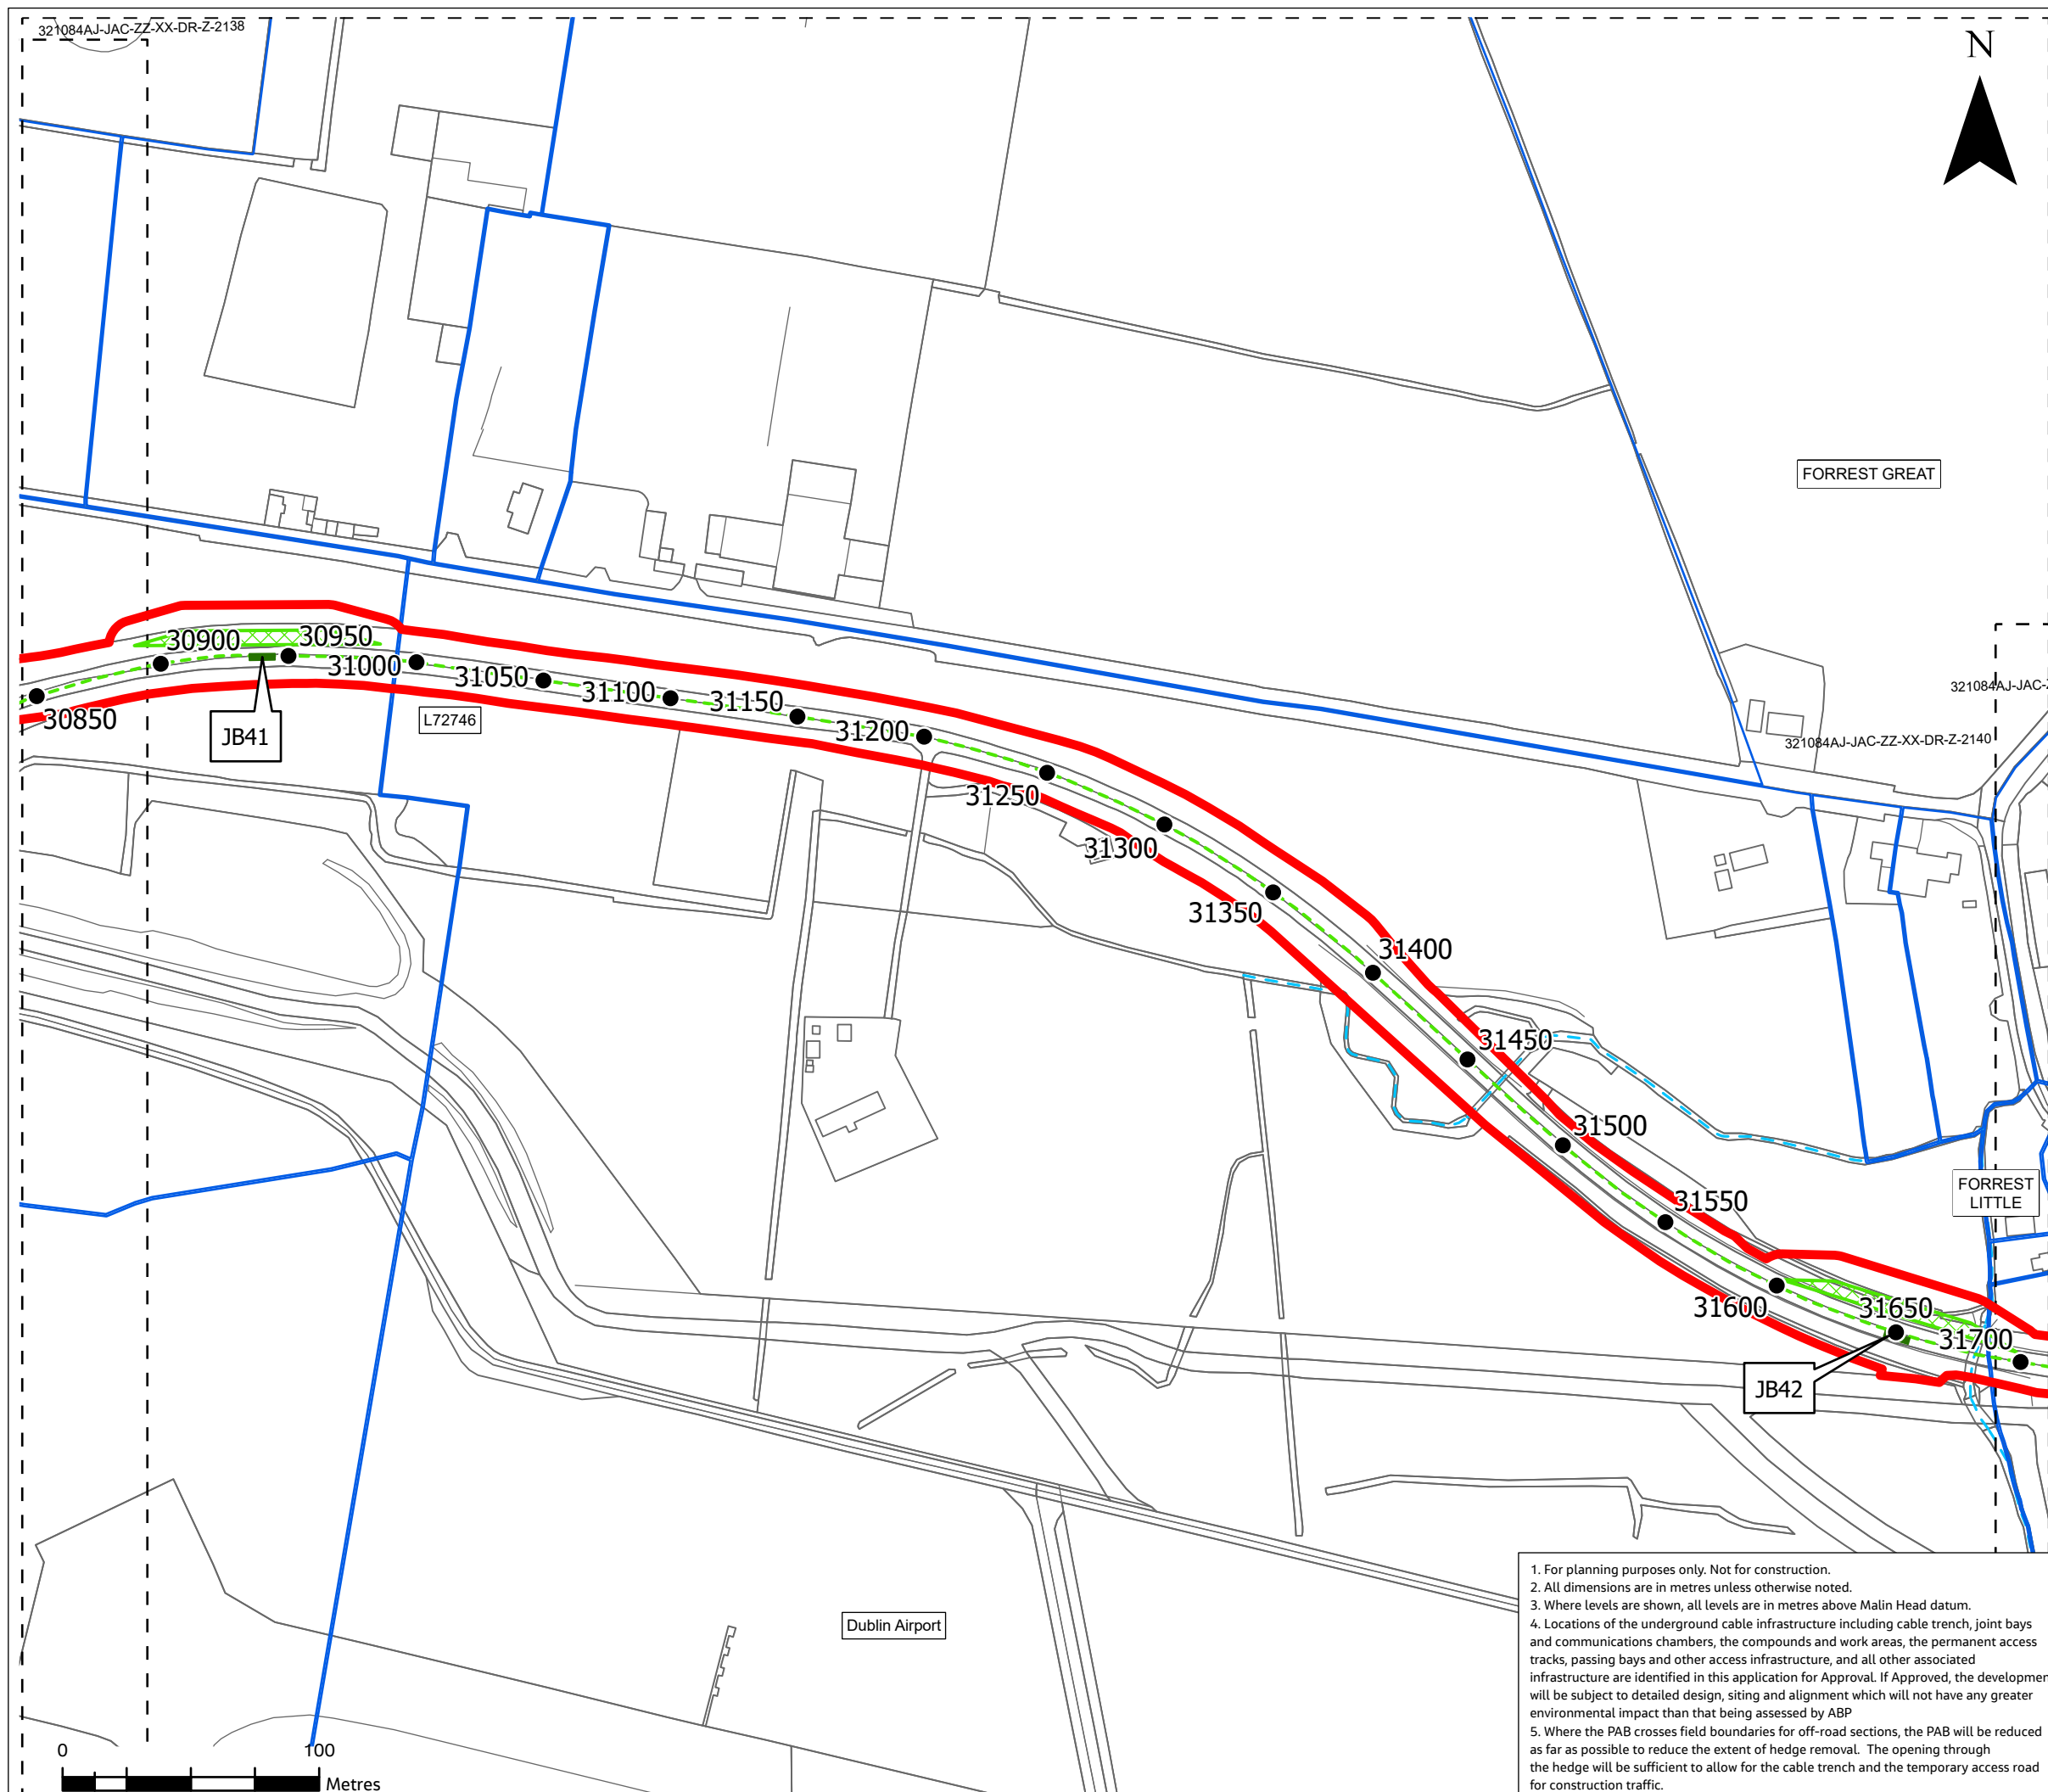 321084AJ-JAC-ZZ-XX-DR-Z-2138
N
FORREST GREAT
30900
30950
31000
31050
31100
31150
31200
30850
JB41
L72746
321084AJ-JAC-Z
321084AJ-JAC-ZZ-XX-DR-Z-2140
31250
31300
31350
31400
31450
31500
31550
FORREST
LITTLE
31600
31650
31700
JB42
Dublin Airport
1. For planning purposes only. Not for construction.
2. All dimensions are in metres unless otherwise noted.
3. Where levels are shown, all levels are in metres above Malin Head datum.
4. Locations of the underground cable infrastructure including cable trench, joint bays
and communications chambers, the compounds and work areas, the permanent access
tracks, passing bays and other access infrastructure, and all other associated
infrastructure are identified in this application for Approval. If Approved, the developmen
will be subject to detailed design, siting and alignment which will not have any greater
environmental impact than that being assessed by ABP
5. Where the PAB crosses field boundaries for off-road sections, the PAB will be reduced
as far as possible to reduce the extent of hedge removal. The opening through
the hedge will be sufficient to allow for the cable trench and the temporary access road
for construction traffic.
0 100
Metres